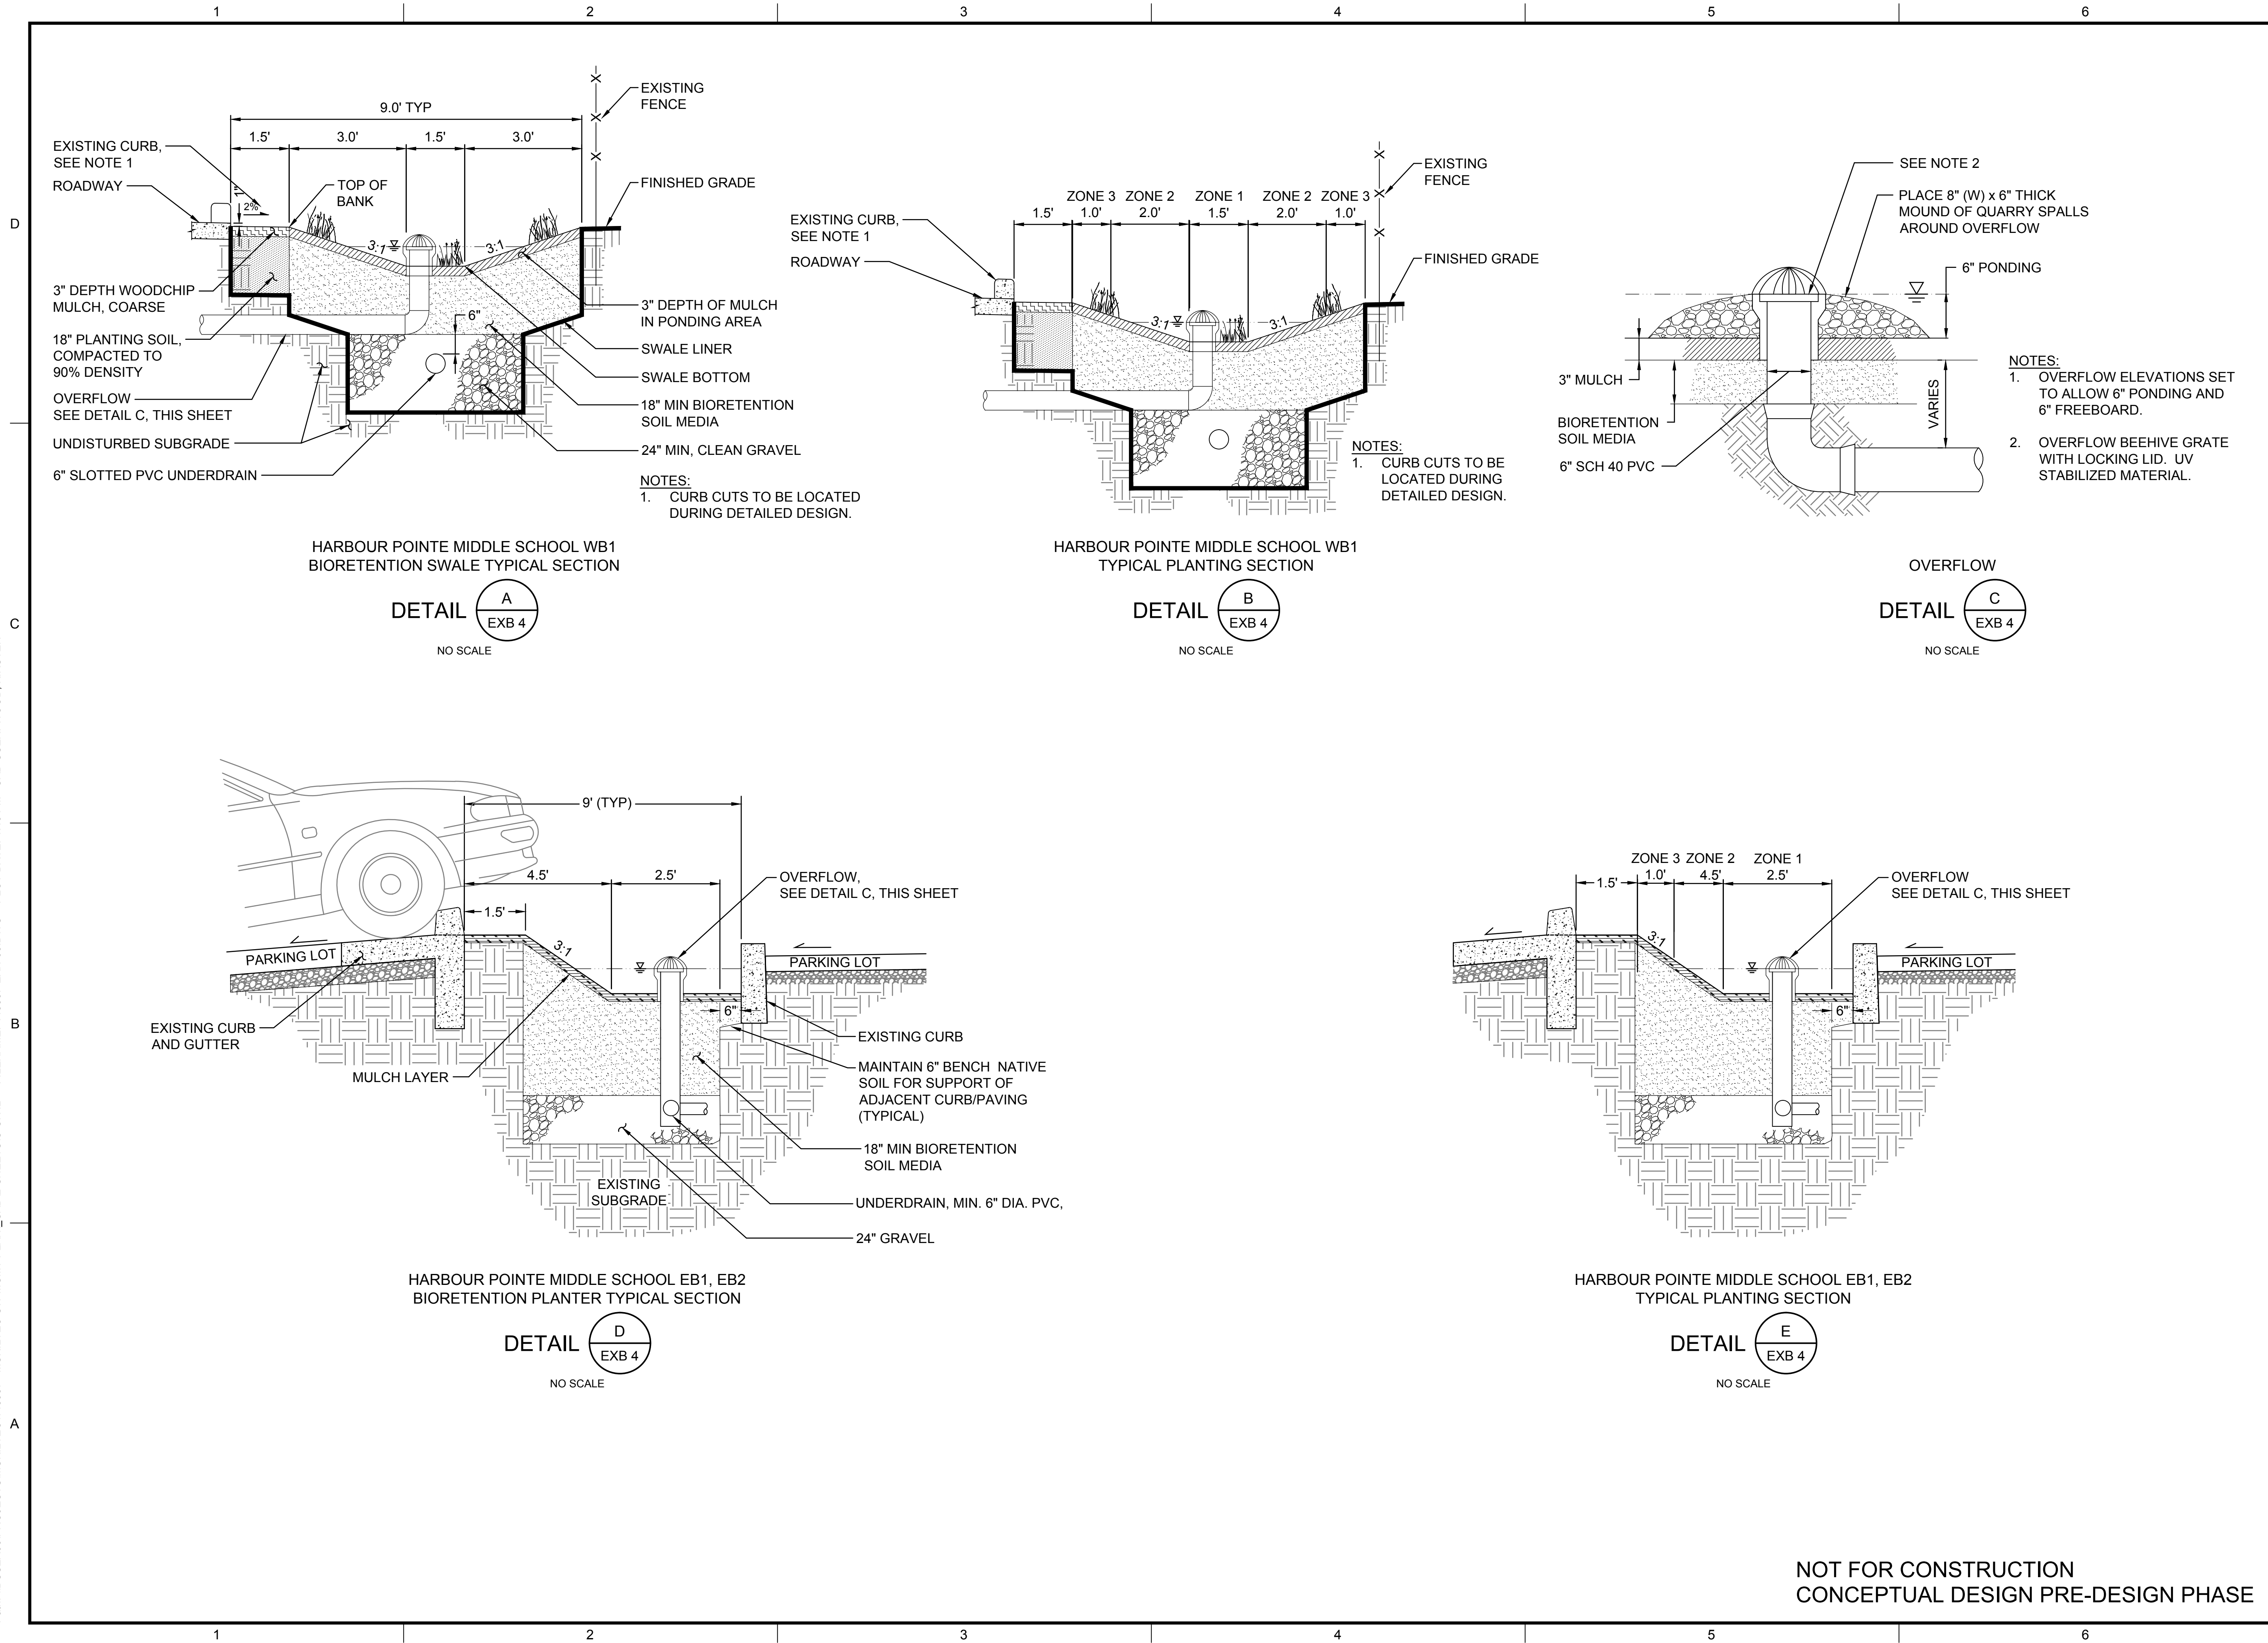 1 2 3 4 5 6
D
C
B
A
EXISTING CURB,
SEE NOTE 1
ROADWAY
3" DEPTH WOODCHIP
MULCH, COARSE
18" PLANTING SOIL,
COMPACTED TO
90% DENSITY
OVERFLOW
SEE DETAIL C, THIS SHEET
UNDISTURBED SUBGRADE
6" SLOTTED PVC UNDERDRAIN
9.0' TYP
1.5' 3.0' 1.5' 3.0'
1"
2%
TOP OF
BANK
3:1
3:1
6"
X
X
X
EXISTING
FENCE
FINISHED GRADE
3" DEPTH OF MULCH
IN PONDING AREA
SWALE LINER
SWALE BOTTOM
18" MIN BIORETENTION
SOIL MEDIA
24" MIN, CLEAN GRAVEL
NOTES:
1. CURB CUTS TO BE LOCATED
DURING DETAILED DESIGN.
HARBOUR POINTE MIDDLE SCHOOL WB1
BIORETENTION SWALE TYPICAL SECTION
DETAIL A
EXB 4
NO SCALE
EXISTING CURB,
SEE NOTE 1
ROADWAY
ZONE 3 ZONE 2 ZONE 1 ZONE 2 ZONE 3
1.5' 1.0' 2.0' 1.5' 2.0' 1.0'
3:1
3:1
X
X
X
EXISTING
FENCE
FINISHED GRADE
NOTES:
1. CURB CUTS TO BE
LOCATED DURING
DETAILED DESIGN.
HARBOUR POINTE MIDDLE SCHOOL WB1
TYPICAL PLANTING SECTION
DETAIL B
EXB 4
NO SCALE
SEE NOTE 2
PLACE 8" (W) x 6" THICK
MOUND OF QUARRY SPALLS
AROUND OVERFLOW
6" PONDING
3" MULCH
BIORETENTION
SOIL MEDIA
6" SCH 40 PVC
VARIES
NOTES:
1. OVERFLOW ELEVATIONS SET
TO ALLOW 6" PONDING AND
6" FREEBOARD.
2. OVERFLOW BEEHIVE GRATE
WITH LOCKING LID. UV
STABILIZED MATERIAL.
OVERFLOW
DETAIL C
EXB 4
NO SCALE
9' (TYP)
4.5' 2.5'
1.5'
3:1
6"
PARKING LOT
PARKING LOT
EXISTING CURB
AND GUTTER
MULCH LAYER
EXISTING
SUBGRADE
OVERFLOW,
SEE DETAIL C, THIS SHEET
EXISTING CURB
MAINTAIN 6" BENCH NATIVE
SOIL FOR SUPPORT OF
ADJACENT CURB/PAVING
(TYPICAL)
18" MIN BIORETENTION
SOIL MEDIA
UNDERDRAIN, MIN. 6" DIA. PVC,
24" GRAVEL
HARBOUR POINTE MIDDLE SCHOOL EB1, EB2
BIORETENTION PLANTER TYPICAL SECTION
DETAIL D
EXB 4
NO SCALE
ZONE 3 ZONE 2 ZONE 1
1.5' 1.0' 4.5' 2.5'
3:1
6"
OVERFLOW
SEE DETAIL C, THIS SHEET
PARKING LOT
HARBOUR POINTE MIDDLE SCHOOL EB1, EB2
TYPICAL PLANTING SECTION
DETAIL E
EXB 4
NO SCALE
NOT FOR CONSTRUCTION
CONCEPTUAL DESIGN PRE-DESIGN PHASE
1 2 3 4 5 6